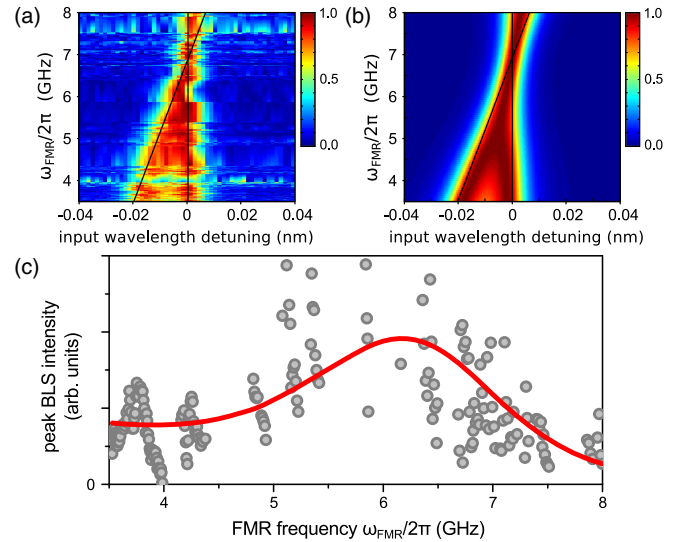 (a)
(b)
8
7
6
5
4
ω_FMR/2π (GHz)
1.0
0.5
0.0
-0.04 -0.02 0 0.02 0.04
input wavelength detuning (nm)
8
7
6
5
4
ω_FMR/2π (GHz)
1.0
0.5
0.0
-0.04 -0.02 0 0.02 0.04
input wavelength detuning (nm)
(c)
peak BLS intensity
(arb. units)
0
4 5 6 7 8
FMR frequency ω_FMR/2π (GHz)